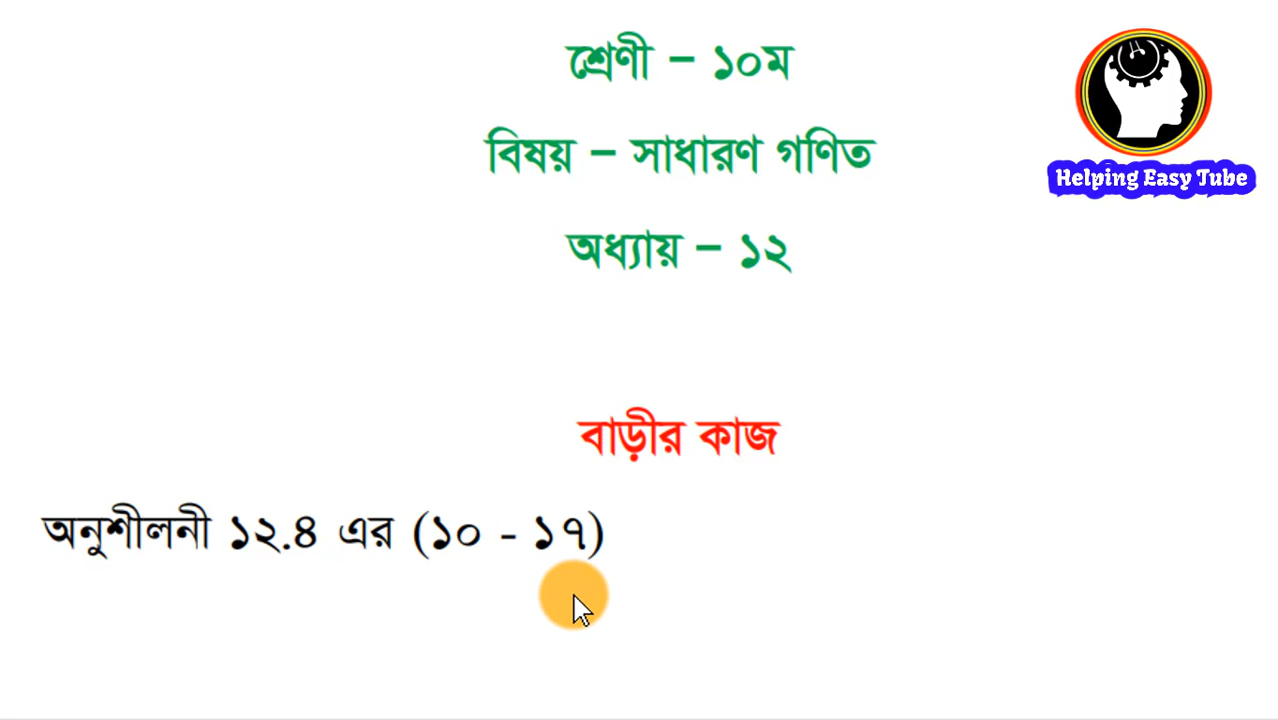 শ্রেণী – ১০ম
Helping Easy Tube
বিষয় – সাধারণ গণিত
অধ্যায় – ১২
বাড়ীর কাজ
অনুশীলনী ১২.৪ এর (১০ - ১৭)